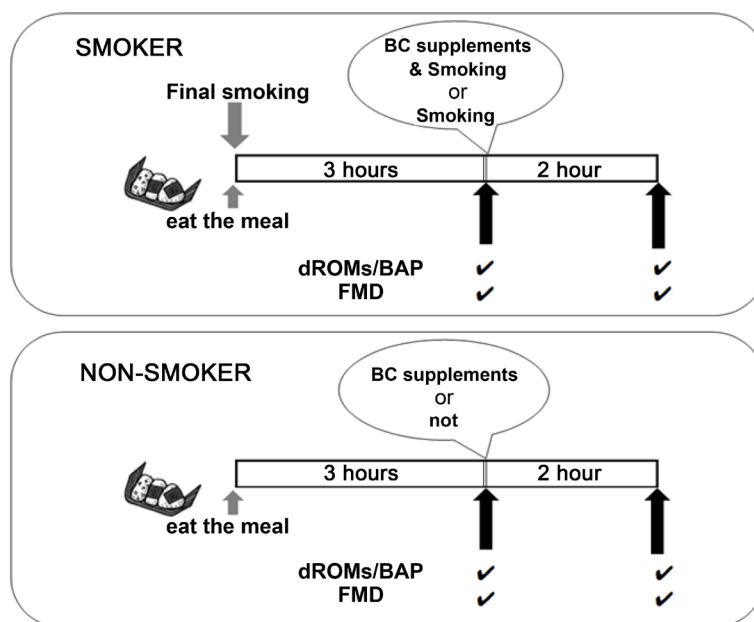 SMOKER
BC supplements
& Smoking
or
Smoking
Final smoking
3 hours
2 hour
eat the meal
dROMs/BAP ✔ ✔
FMD ✔ ✔
NON-SMOKER
BC supplements
or
not
3 hours
2 hour
eat the meal
dROMs/BAP ✔ ✔
FMD ✔ ✔